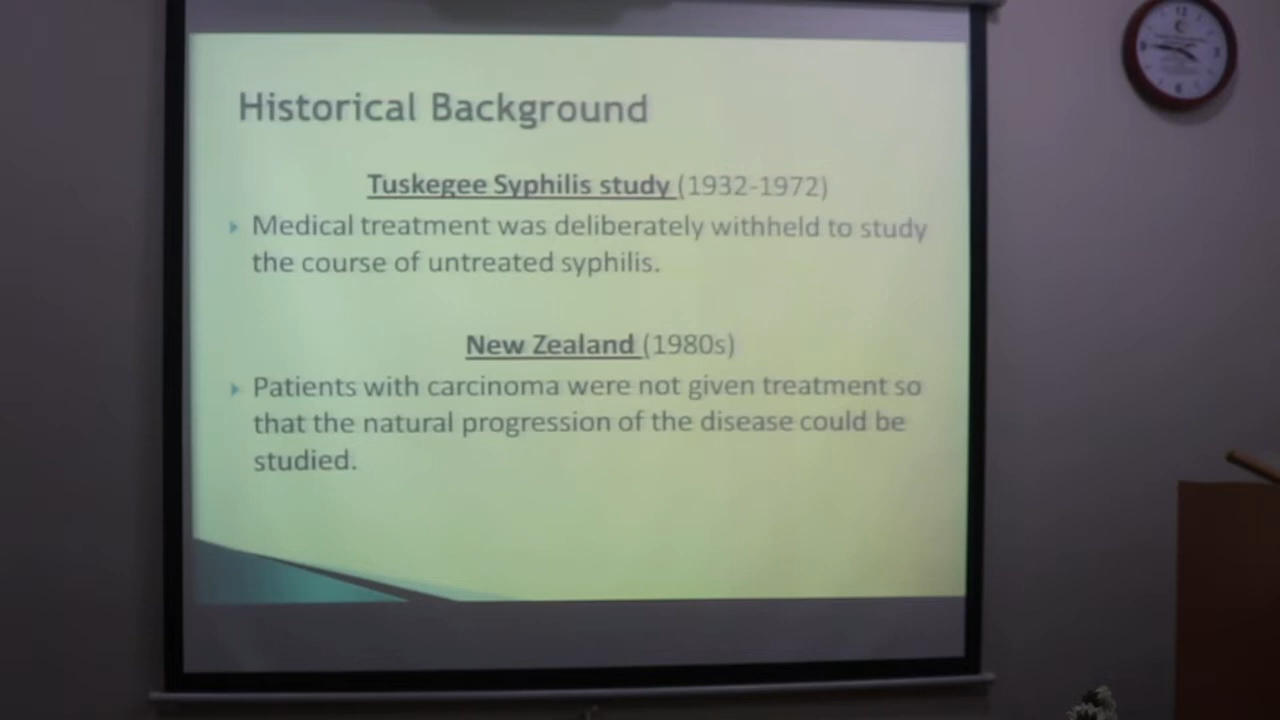 Historical Background
Tuskegee Syphilis study (1932-1972)
Medical treatment was deliberately withheld to study
the course of untreated syphilis.
New Zealand (1980s)
Patients with carcinoma were not given treatment so
that the natural progression of the disease could be
studied.
12